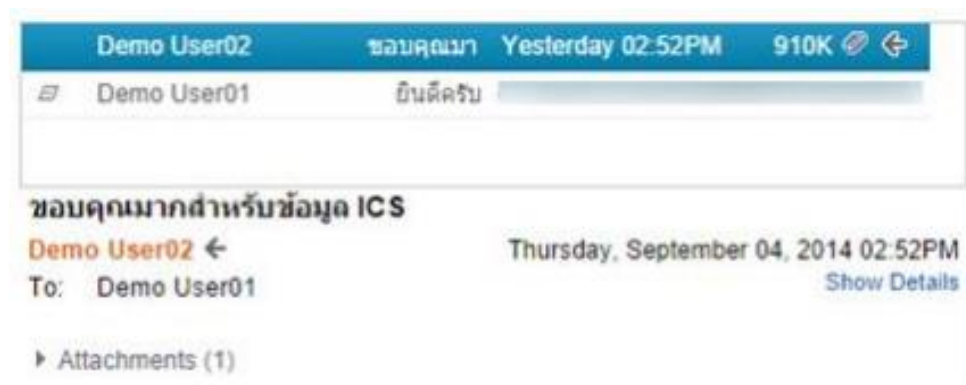 Demo User02 ขอบคุณมา Yesterday 02:52PM 910K
Demo User01 ยินดีครับ
ขอบคุณมากสำหรับข้อมูล ICS
Demo User02 Thursday, September 04, 2014 02:52PM
To: Demo User01 Show Details
Attachments (1)